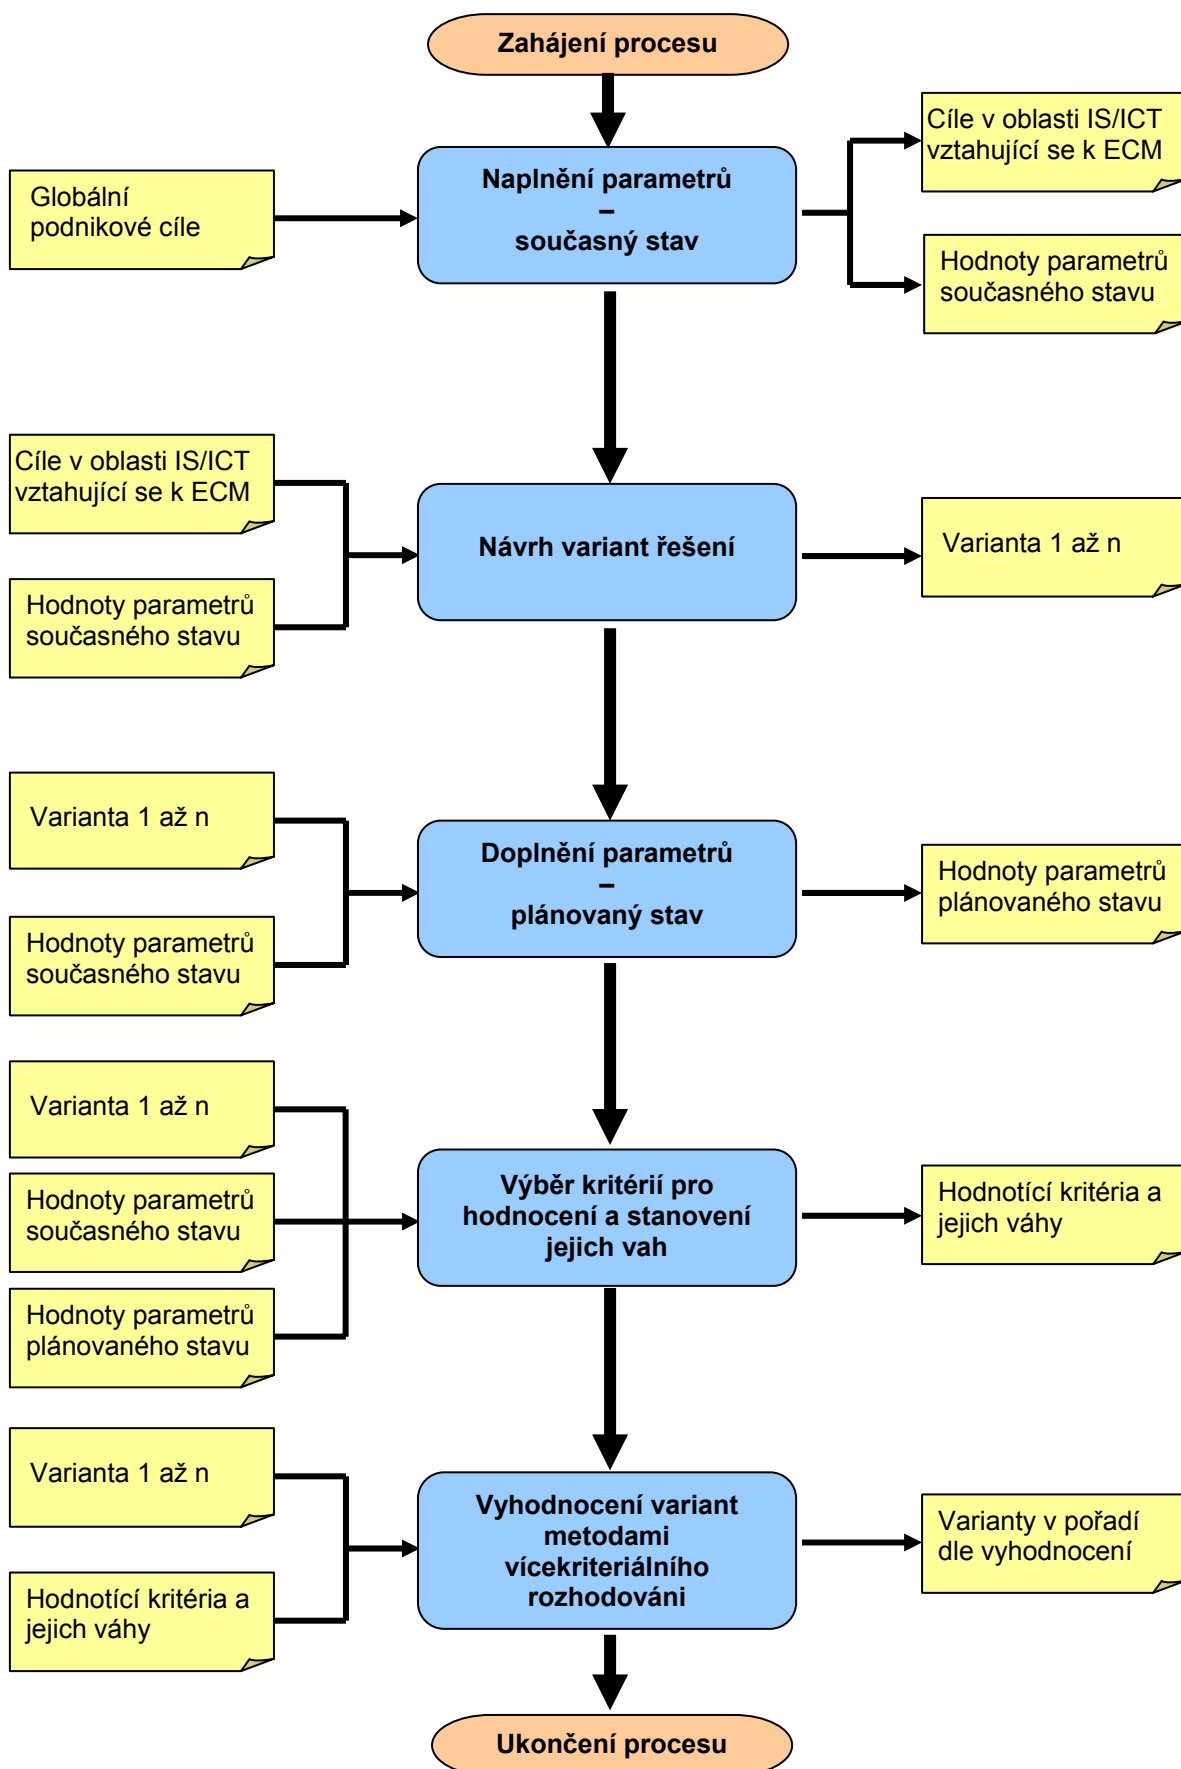 Zahájení procesu
Globální
podnikové cíle
Naplnění parametrů
–
současný stav
Cíle v oblasti IS/ICT
vztahující se k ECM
Hodnoty parametrů
současného stavu
Cíle v oblasti IS/ICT
vztahující se k ECM
Hodnoty parametrů
současného stavu
Návrh variant řešení
Varianta 1 až n
Varianta 1 až n
Hodnoty parametrů
současného stavu
Doplnění parametrů
–
plánovaný stav
Hodnoty parametrů
plánovaného stavu
Varianta 1 až n
Hodnoty parametrů
současného stavu
Hodnoty parametrů
plánovaného stavu
Výběr kritérií pro
hodnocení a stanovení
jejich vah
Hodnotící kritéria a
jejich váhy
Varianta 1 až n
Hodnotící kritéria a
jejich váhy
Vyhodnocení variant
metodami
vícekriteriálního
rozhodováni
Varianty v pořadí
dle vyhodnocení
Ukončení procesu